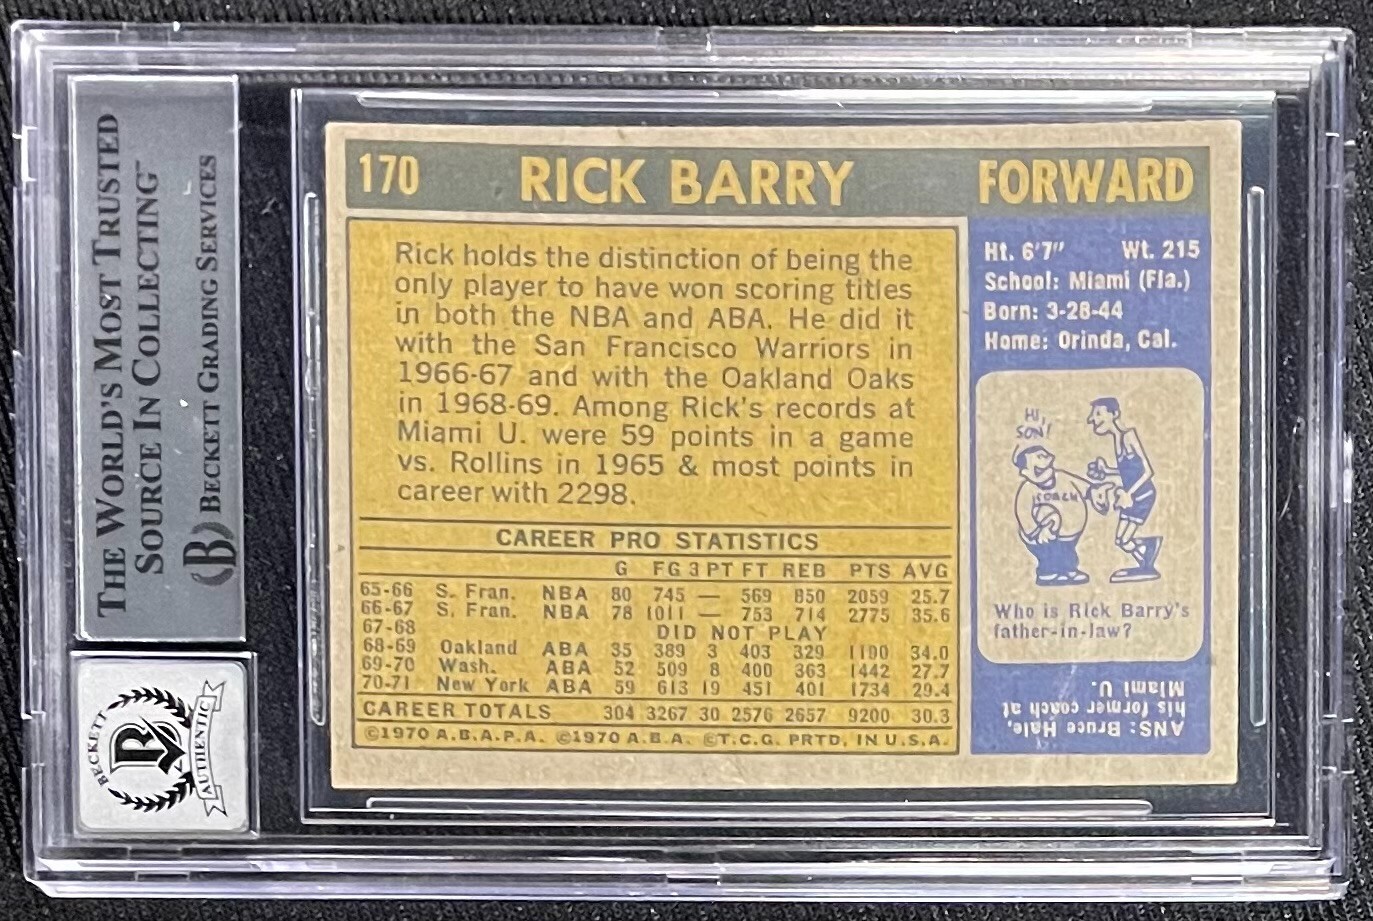 THE WORLD'S MOST TRUSTED
SOURCE IN COLLECTING™
BECKETT GRADING SERVICES
BECKETT
B
AUTHENTIC
170 RICK BARRY FORWARD
Rick holds the distinction of being the
only player to have won scoring titles
in both the NBA and ABA. He did it
with the San Francisco Warriors in
1966-67 and with the Oakland Oaks
in 1968-69. Among Rick's records at
Miami U. were 59 points in a game
vs. Rollins in 1965 & most points in
career with 2298.
CAREER PRO STATISTICS
G FG 3 PT FT REB PTS AVG
65-66 S. Fran. NBA 80 745 — 569 850 2059 25.7
66-67 S. Fran. NBA 78 1011 — 753 714 2775 35.6
67-68 DID NOT PLAY
68-69 Oakland ABA 35 389 3 403 329 1190 34.0
69-70 Wash. ABA 52 509 8 400 363 1442 27.7
70-71 New York ABA 59 613 19 451 401 1734 29.4
CAREER TOTALS 304 3267 30 2576 2657 9200 30.3
©1970 A.B.A.P.A. ©1970 A.B.A. ©T.C.G. PRTD. IN U.S.A.
Ht. 6'7" Wt. 215
School: Miami (Fla.)
Born: 3-28-44
Home: Orinda, Cal.
HI,
SON!
COACH
Who is Rick Barry's
father-in-law?
ANS: Bruce Hale,
his former coach at
Miami U.